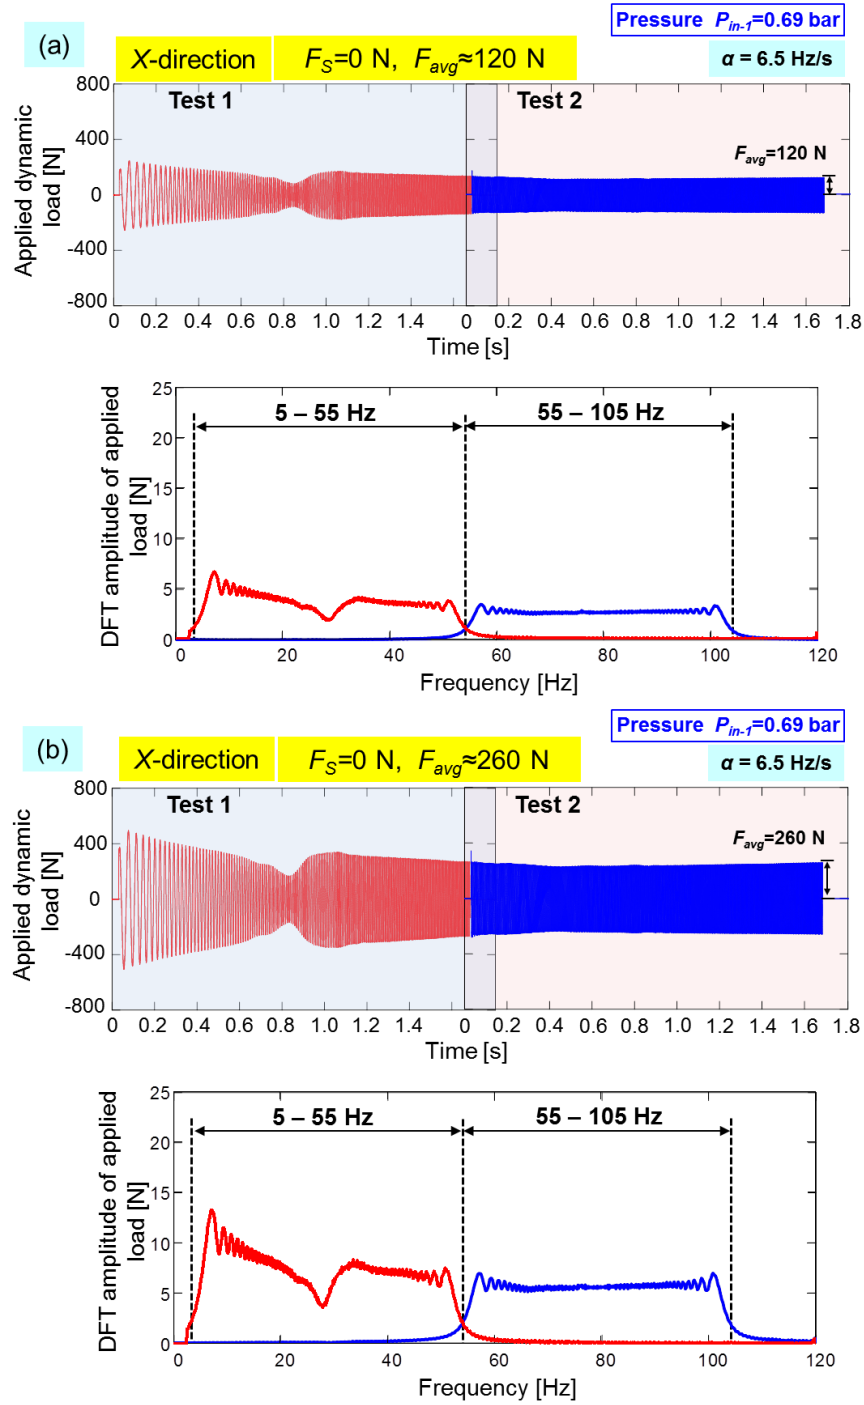 Pressure P_in-1=0.69 bar
(a)
X-direction
F_S=0 N, F_avg≈120 N
α = 6.5 Hz/s
Test 1
Test 2
F_avg=120 N
Applied dynamic
load [N]
800
400
0
-400
-800
0 0.2 0.4 0.6 0.8 1.0 1.2 1.4 0 0.2 0.4 0.6 0.8 1.0 1.2 1.4 1.6 1.8
Time [s]
DFT amplitude of applied
load [N]
25
20
15
10
5
0
5 – 55 Hz
55 – 105 Hz
0 20 40 60 80 100 120
Frequency [Hz]
Pressure P_in-1=0.69 bar
(b)
X-direction
F_S=0 N, F_avg≈260 N
α = 6.5 Hz/s
Test 1
Test 2
F_avg=260 N
Applied dynamic
load [N]
800
400
0
-400
-800
0 0.2 0.4 0.6 0.8 1.0 1.2 1.4 0 0.2 0.4 0.6 0.8 1.0 1.2 1.4 1.6 1.8
Time [s]
DFT amplitude of applied
load [N]
25
20
15
10
5
0
5 – 55 Hz
55 – 105 Hz
0 20 40 60 80 100 120
Frequency [Hz]